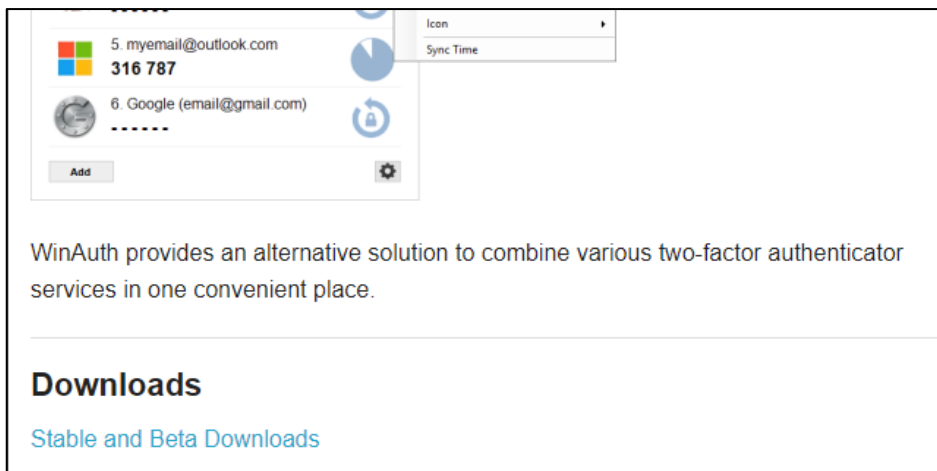 Icon
Sync Time
5. myemail@outlook.com
316 787
6. Google (email@gmail.com)
------
Add
WinAuth provides an alternative solution to combine various two-factor authenticator
services in one convenient place.
Downloads
Stable and Beta Downloads